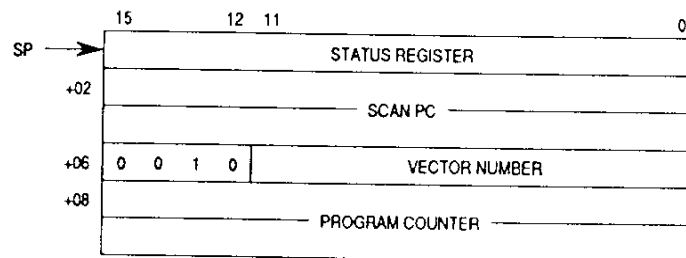 15 12 11 0
SP STATUS REGISTER
+02
SCAN PC
+06 0 0 1 0 VECTOR NUMBER
+08
PROGRAM COUNTER